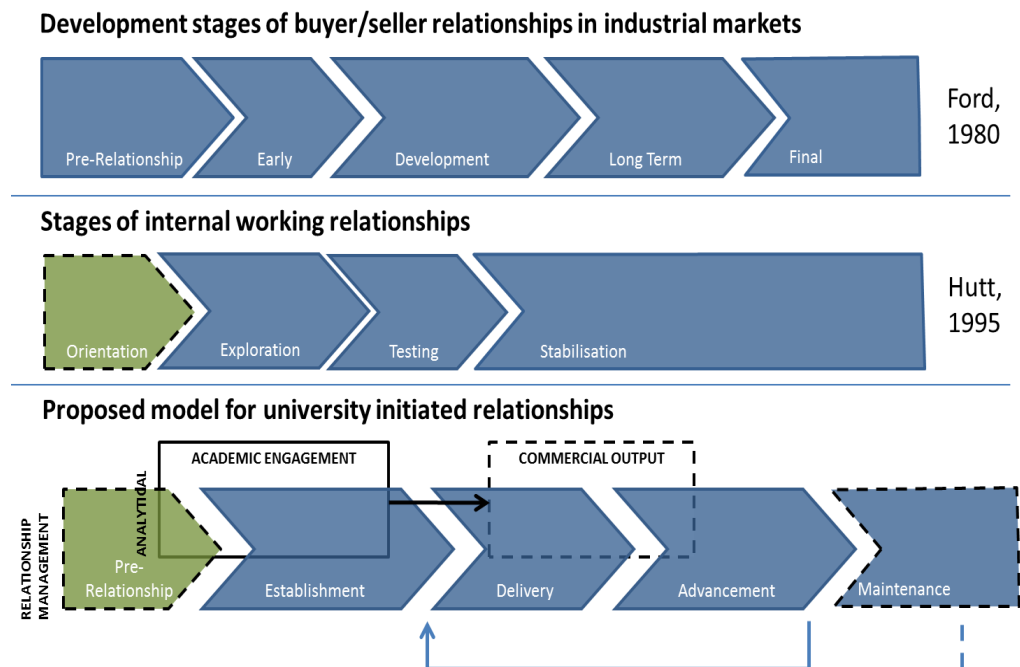 Development stages of buyer/seller relationships in industrial markets
Pre-Relationship
Early
Development
Long Term
Final
Ford,
1980
Stages of internal working relationships
Orientation
Exploration
Testing
Stabilisation
Hutt,
1995
Proposed model for university initiated relationships
RELATIONSHIP
MANAGEMENT
ANALYTICAL
ACADEMIC ENGAGEMENT
COMMERCIAL OUTPUT
Pre-
Relationship
Establishment
Delivery
Advancement
Maintenance